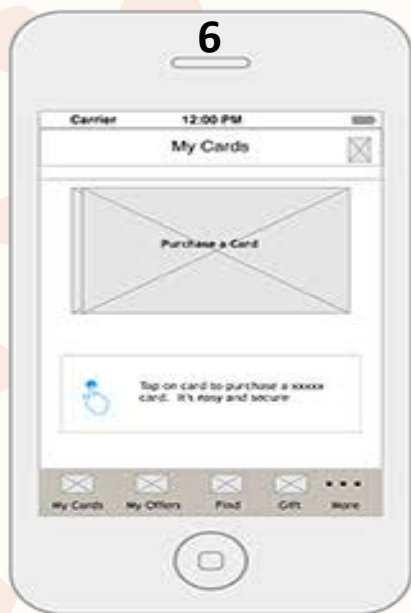 6
Carrier 12:00 PM
My Cards
Purchase a Card
Tap on card to purchase a xxxxx
card. It's easy and secure
My Cards My Offers Find Gift More